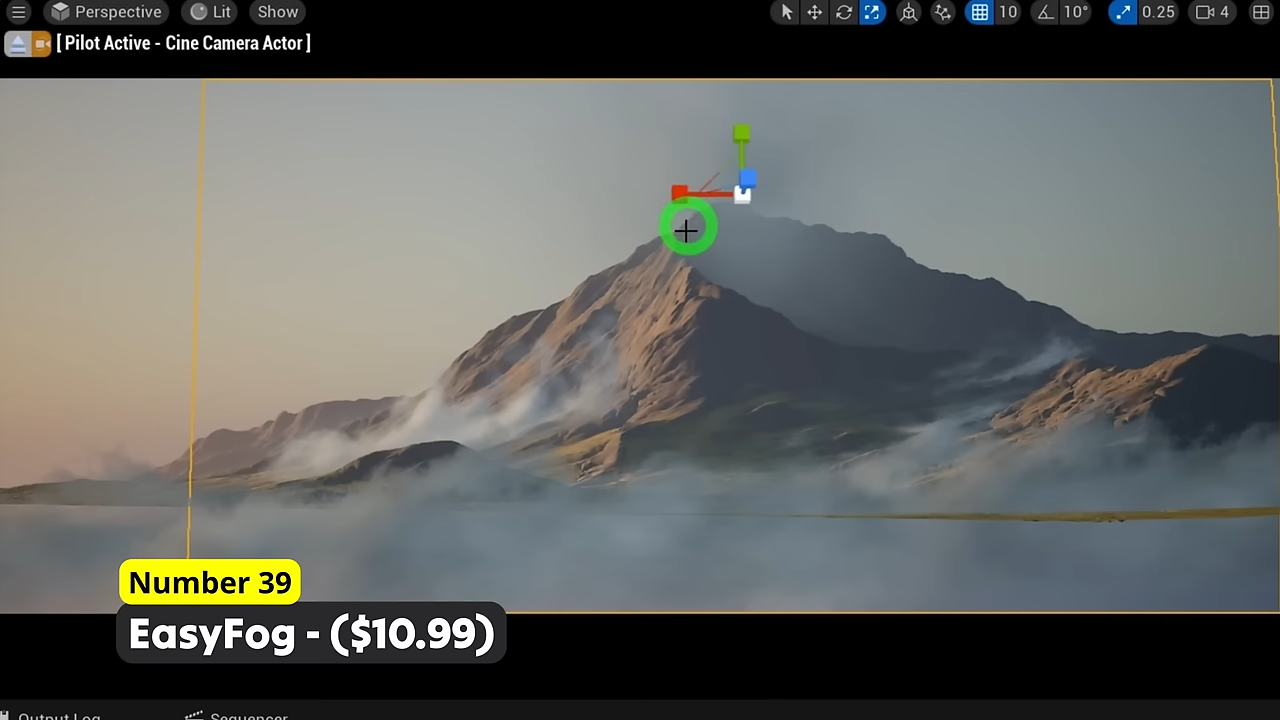 Perspective
Lit
Show
10
10°
0.25
4
[ Pilot Active - Cine Camera Actor ]
Number 39
EasyFog - ($10.99)
Output Log
Sequencer